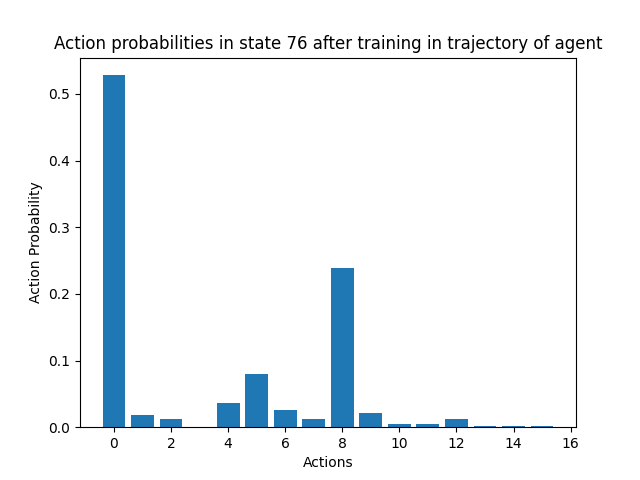 Action probabilities in state 76 after training in trajectory of agent
0.5
0.4
0.3
0.2
0.1
0.0
Action Probability
0 2 4 6 8 10 12 14 16
Actions